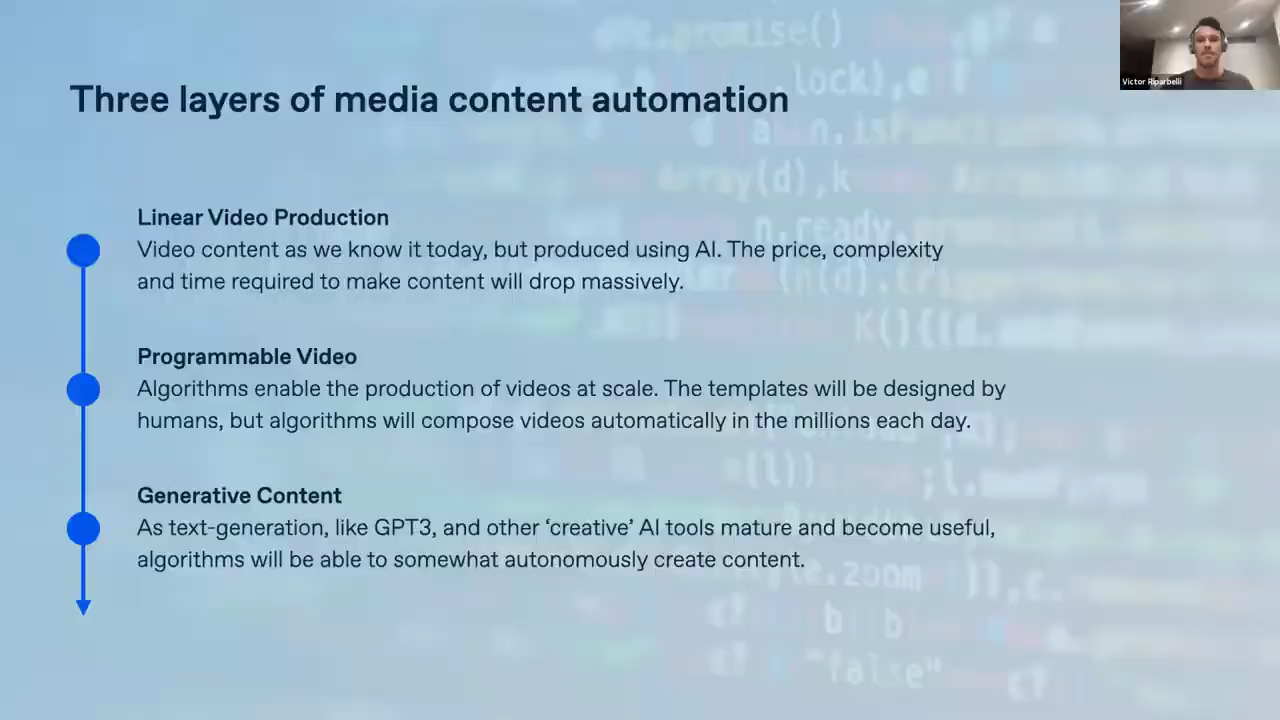 Three layers of media content automation
Victor Riparbelli
Linear Video Production
Video content as we know it today, but produced using AI. The price, complexity
and time required to make content will drop massively.
Programmable Video
Algorithms enable the production of videos at scale. The templates will be designed by
humans, but algorithms will compose videos automatically in the millions each day.
Generative Content
As text-generation, like GPT3, and other ‘creative’ AI tools mature and become useful,
algorithms will be able to somewhat autonomously create content.
lock)
Array(d),k
n.ready
K(){(d.
"false"